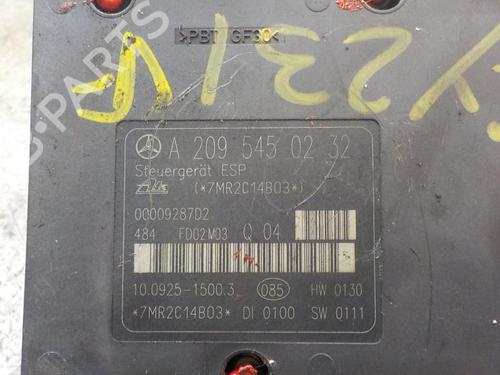 >PBT GF30<
A 209 545 02 32
Steuergerät ESP
(*7MR2C14B03*)
00009287D2
484 FD02M03 Q 04
10.0925-1500.3 085 HW 0130
*7MR2C14B03* DI 0100 SW 0111